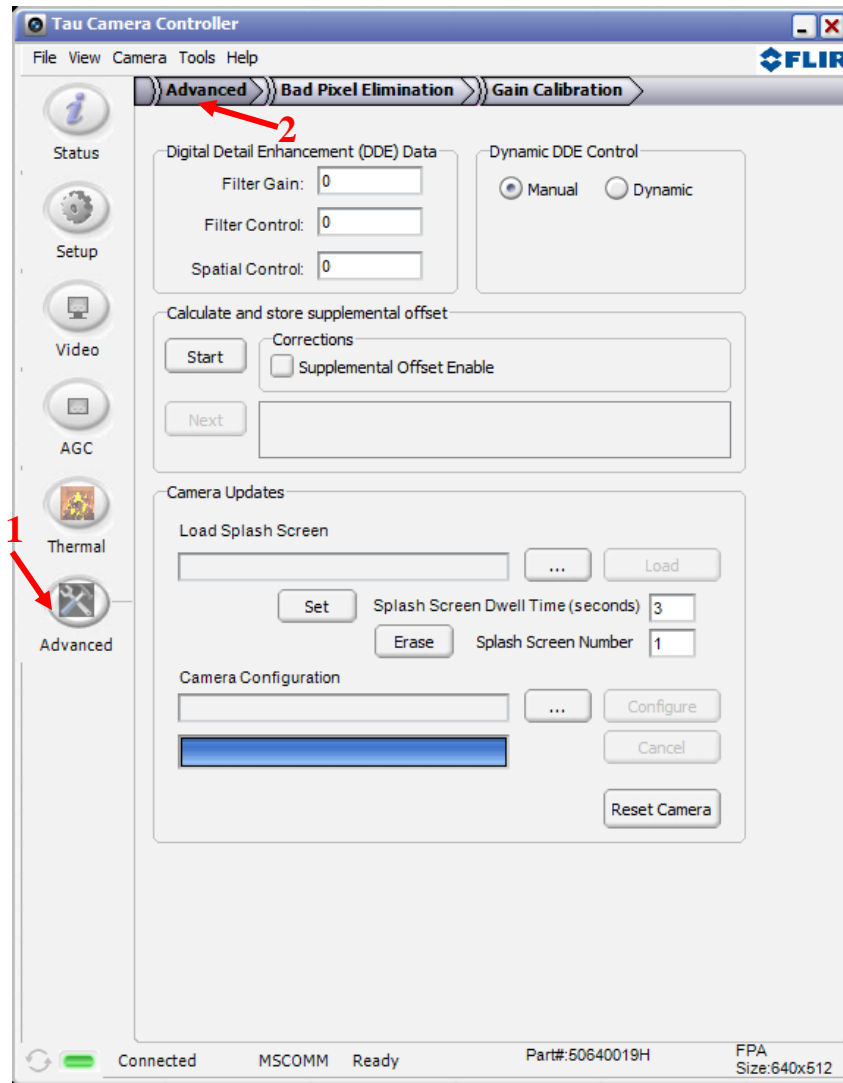 Tau Camera Controller
File View Camera Tools Help
FLIR
Advanced Bad Pixel Elimination Gain Calibration
2
Status
Setup
Video
AGC
1
Thermal
Advanced
Digital Detail Enhancement (DDE) Data
Filter Gain: 0
Filter Control: 0
Spatial Control: 0
Dynamic DDE Control
Manual Dynamic
Calculate and store supplemental offset
Start
Corrections
Supplemental Offset Enable
Next
Camera Updates
Load Splash Screen
... Load
Set Splash Screen Dwell Time (seconds) 3
Erase Splash Screen Number 1
Camera Configuration
... Configure
Cancel
Reset Camera
Connected MSCOMM Ready Part#:50640019H FPA
Size:640x512